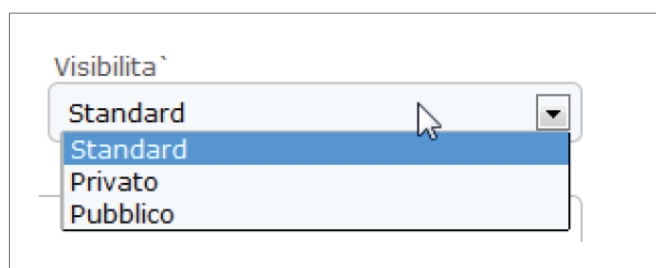 Visibilita`
Standard
Standard
Privato
Pubblico